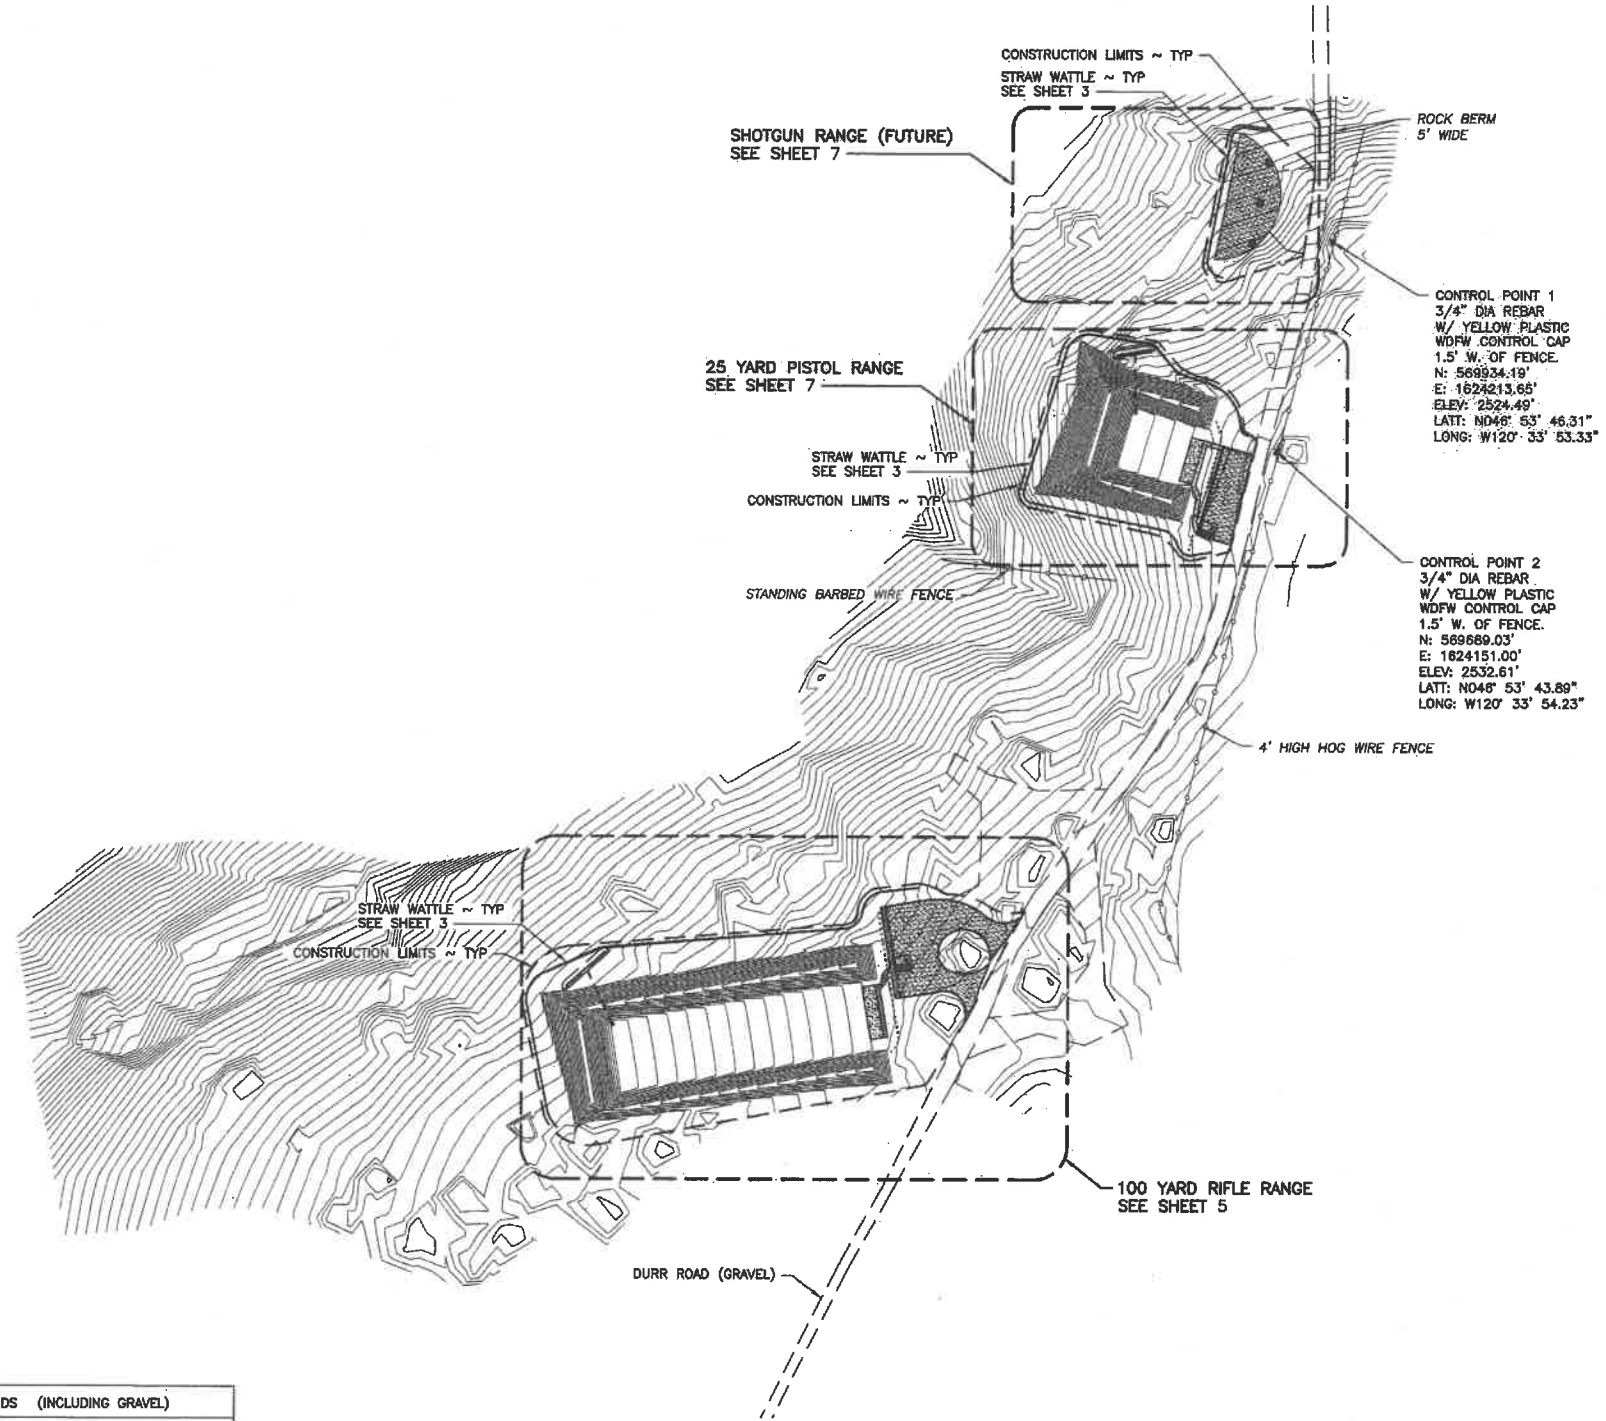 CONSTRUCTION LIMITS ~ TYP
STRAW WATTLE ~ TYP
SEE SHEET 3
ROCK BERM
5' WIDE
SHOTGUN RANGE (FUTURE)
SEE SHEET 7
CONTROL POINT 1
3/4" DIA REBAR
W/ YELLOW PLASTIC
WDFW CONTROL CAP
1.5' W. OF FENCE.
N: 569934.19'
E: 1624213.65'
ELEV: 2524.49'
LATT: N046° 53' 46.31"
LONG: W120° 33' 53.33"
25 YARD PISTOL RANGE
SEE SHEET 7
STRAW WATTLE ~ TYP
SEE SHEET 3
CONSTRUCTION LIMITS ~ TYP
CONTROL POINT 2
3/4" DIA REBAR
W/ YELLOW PLASTIC
WDFW CONTROL CAP
1.5' W. OF FENCE.
N: 569689.03'
E: 1624151.00'
ELEV: 2532.61'
LATT: N046° 53' 43.89"
LONG: W120° 33' 54.23"
STANDING BARBED WIRE FENCE
4' HIGH HOG WIRE FENCE
STRAW WATTLE ~ TYP
SEE SHEET 3
CONSTRUCTION LIMITS ~ TYP
100 YARD RIFLE RANGE
SEE SHEET 5
DURR ROAD (GRAVEL)
DS (INCLUDING GRAVEL)